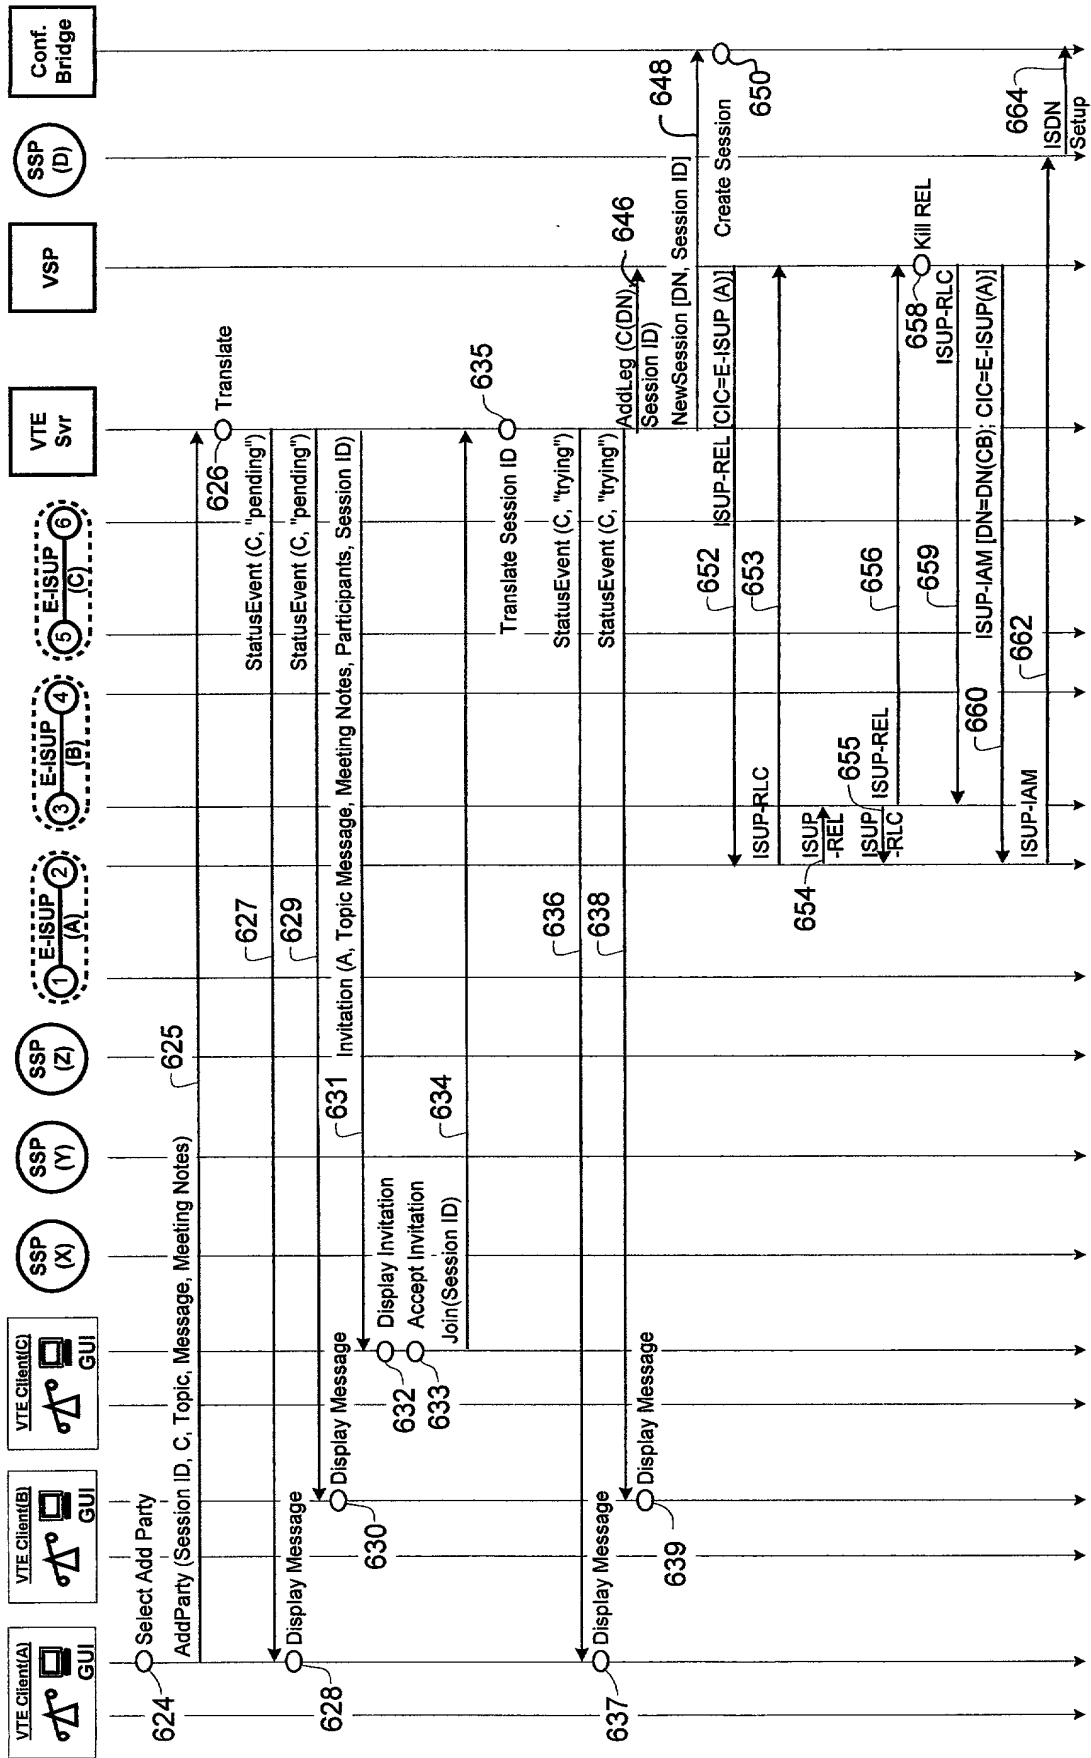 VTE Client(A)
GUI
VTE Client(B)
GUI
VTE Client(C)
GUI
SSP
(X)
SSP
(Y)
SSP
(Z)
1
E-ISUP
(A)
2
3
E-ISUP
(B)
4
5
E-ISUP
(C)
6
VTE
Svr
VSP
SSP
(D)
Conf.
Bridge
624
Select Add Party
AddParty (Session ID, C, Topic, Message, Meeting Notes)
625
626
Translate
627
StatusEvent (C, "pending")
628
Display Message
629
StatusEvent (C, "pending")
630
Display Message
631
Invitation (A, Topic Message, Meeting Notes, Participants, Session ID)
632
Display Invitation
633
Accept Invitation
Join(Session ID)
634
635
Translate Session ID
636
StatusEvent (C, "trying")
637
Display Message
638
StatusEvent (C, "trying")
639
Display Message
AddLeg (C(DN),
Session ID)
646
NewSession [DN, Session ID]
648
Create Session
650
ISUP-REL [CIC=E-ISUP (A)]
652
ISUP-RLC
653
654
ISUP
-REL
655
ISUP
-RLC
ISUP-REL
656
658
Kill REL
ISUP-RLC
659
660
ISUP-IAM [DN=DN(CB); CIC=E-ISUP(A)]
ISUP-IAM
662
ISDN
Setup
664